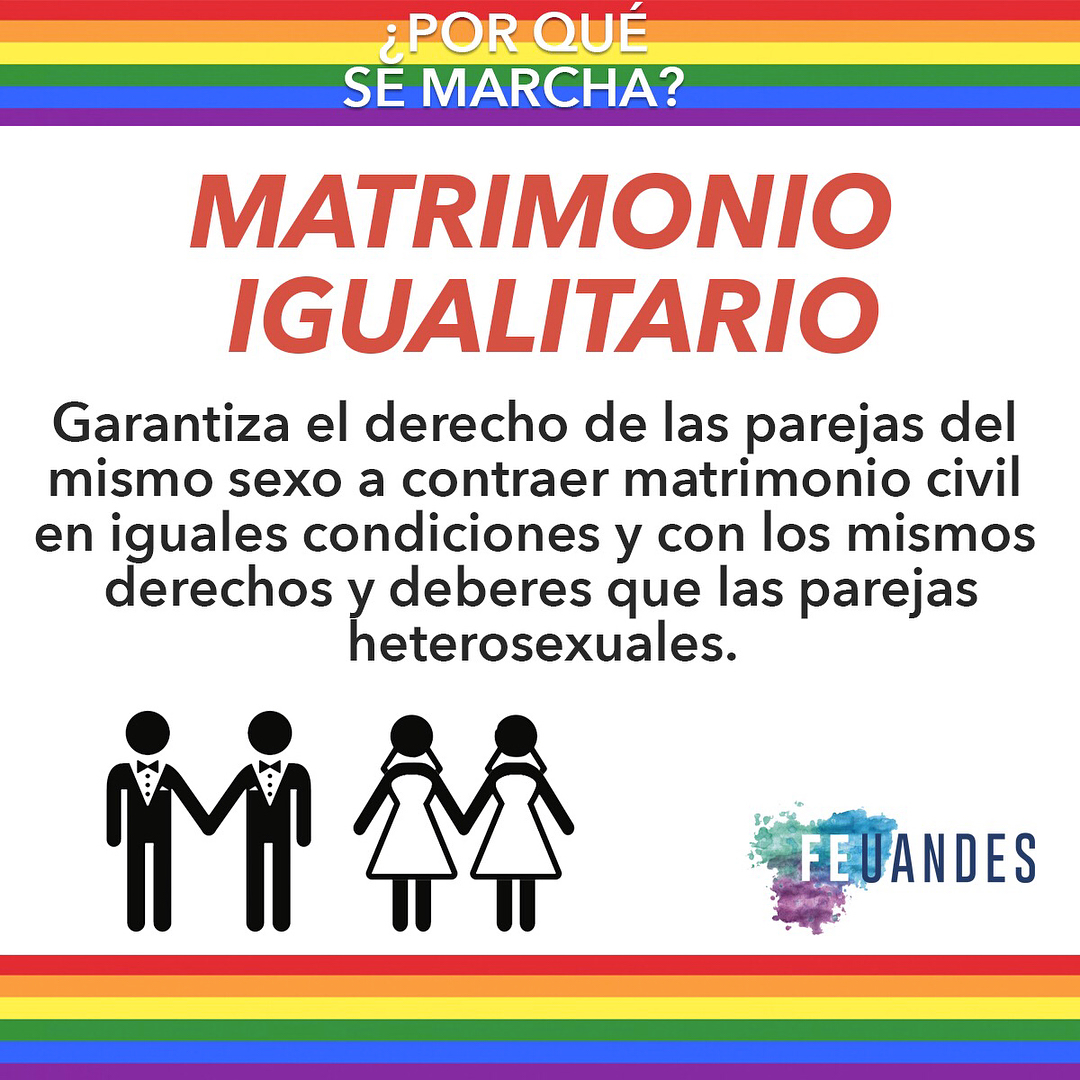 ¿POR QUÉ
SE MARCHA?
MATRIMONIO
IGUALITARIO
Garantiza el derecho de las parejas del
mismo sexo a contraer matrimonio civil
en iguales condiciones y con los mismos
derechos y deberes que las parejas
heterosexuales.
FEUANDES